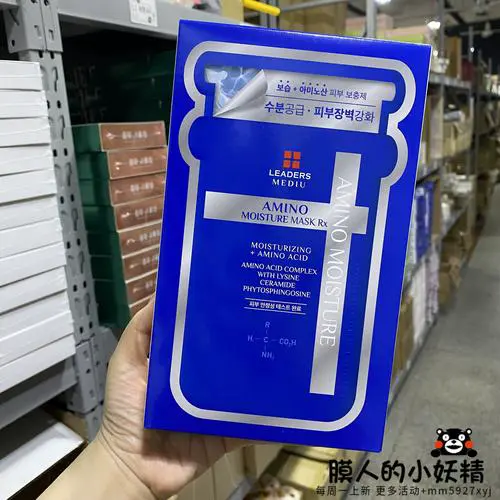 보습 + 아미노산 피부 보충제
수분공급 · 피부장벽강화
LEADERS
MEDIU
AMINO
MOISTURE MASK Rx
MOISTURIZING
+ AMINO ACID
AMINO ACID COMPLEX
WITH LYSINE
CERAMIDE
PHYTOSPHINGOSINE
피부 안정성 테스트 완료
R
H₂ — C — CO₂H
NH₂
AMINO MOISTURE
膜人的小妖精
每周一上新 更多活动+mm5927xyj